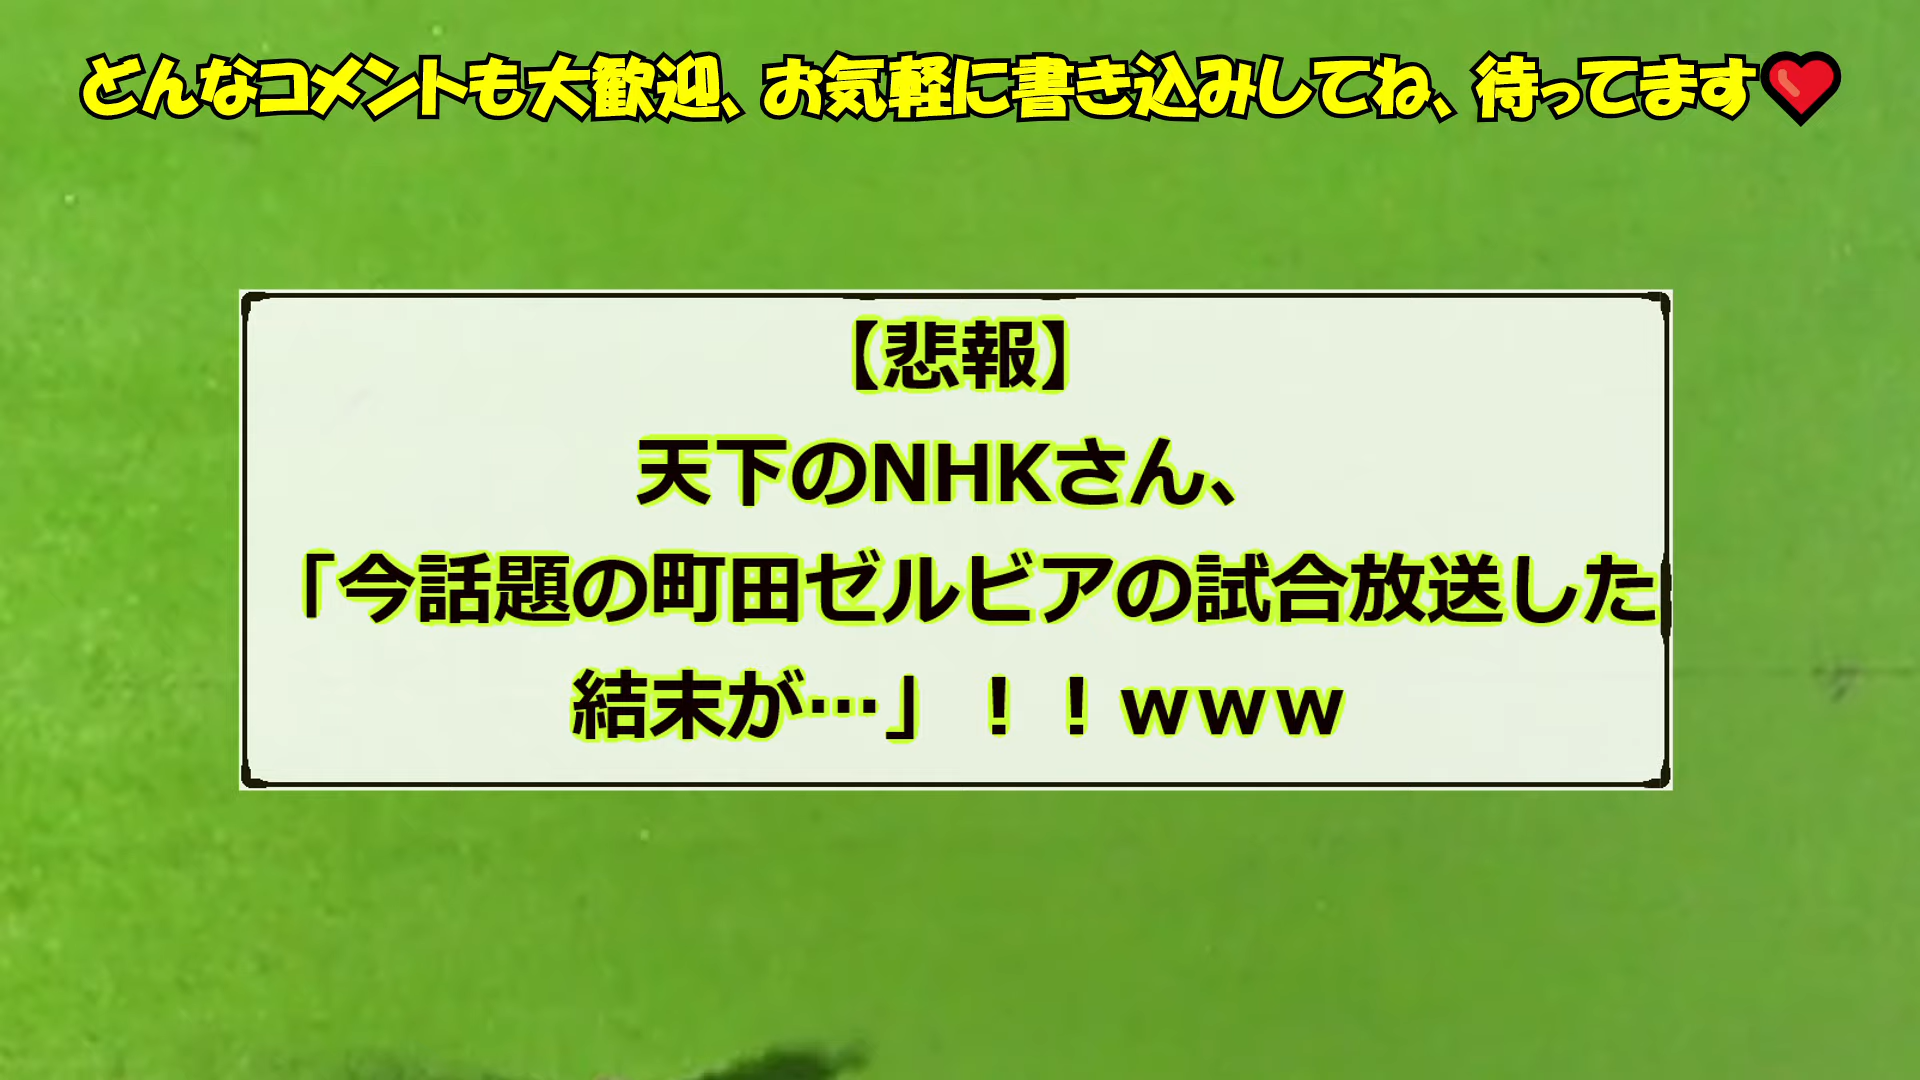 どんなコメントも大歓迎、お気軽に書き込みしてね、待ってます
【悲報】
天下のNHKさん、
「今話題の町田ゼルビアの試合放送した
結末が…」！！ｗｗｗ